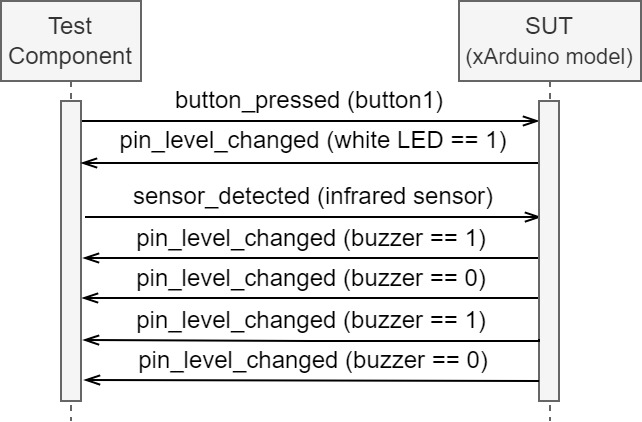 Test
Component
SUT
(xArduino model)
button_pressed (button1)
pin_level_changed (white LED == 1)
sensor_detected (infrared sensor)
pin_level_changed (buzzer == 1)
pin_level_changed (buzzer == 0)
pin_level_changed (buzzer == 1)
pin_level_changed (buzzer == 0)